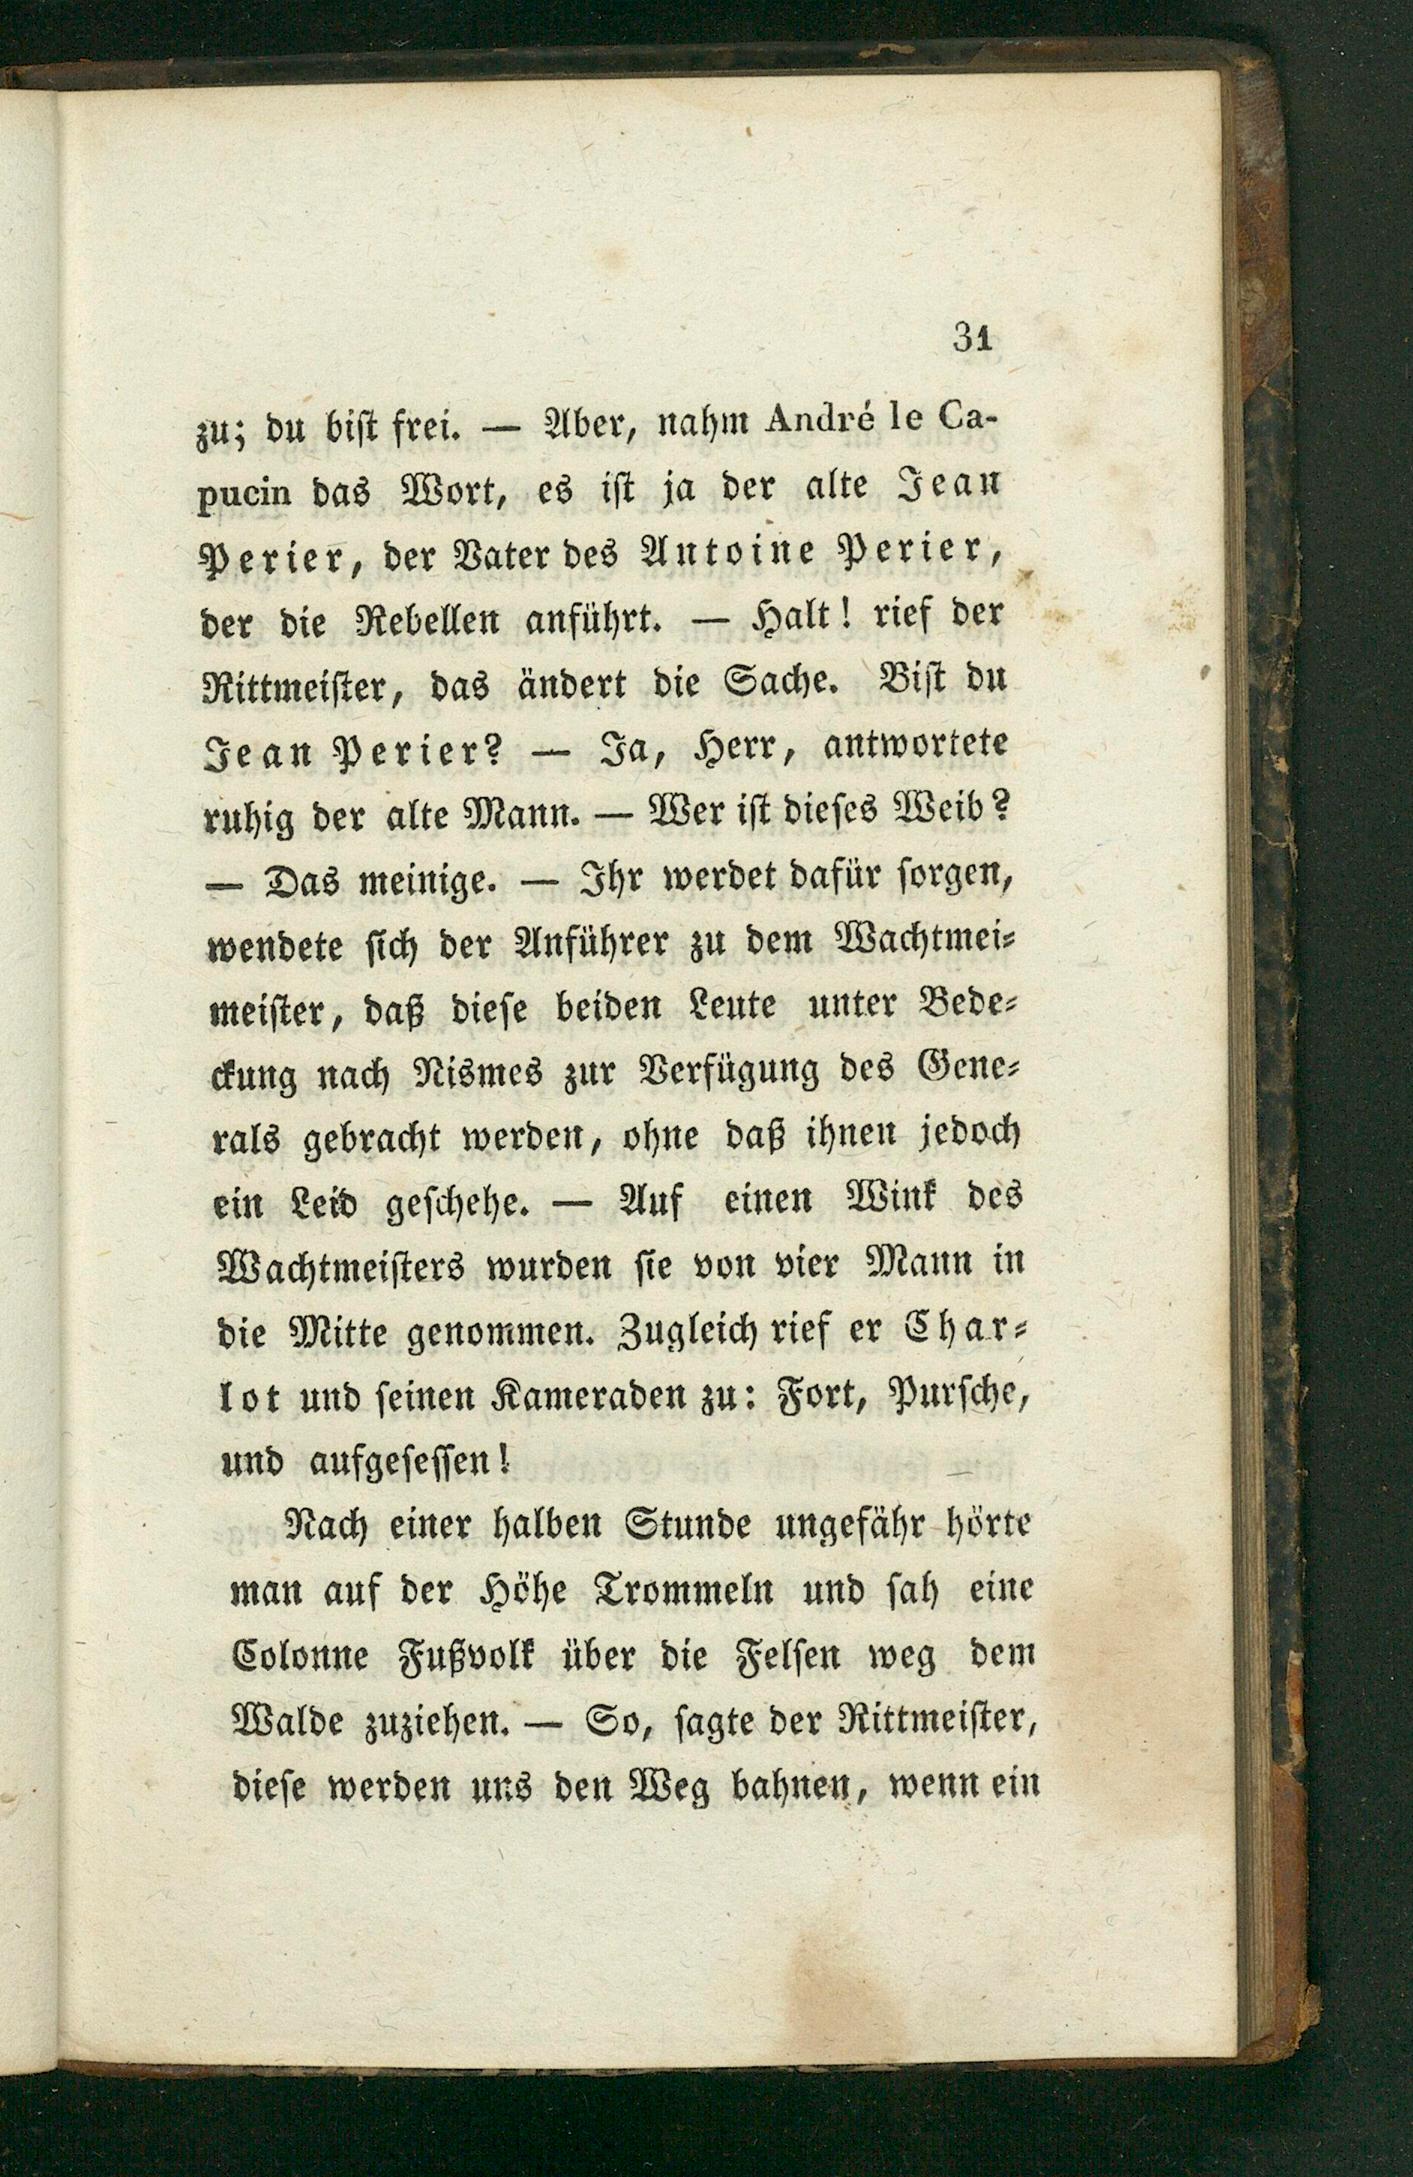 31
zu; du bist frei. — Aber, nahm André le Ca-
pucin das Wort, es ist ja der alte Jean
Perier, der Vater des Antoine Perier,
der die Rebellen anführt. — Halt! rief der
Rittmeister, das ändert die Sache. Bist du
Jean Perier? — Ja, Herr, antwortete
ruhig der alte Mann. — Wer ist dieses Weib?
— Das meinige. — Ihr werdet dafür sorgen,
wendete sich der Anführer zu dem Wachtmei-
meister, daß diese beiden Leute unter Bede-
ckung nach Nismes zur Verfügung des Gene-
rals gebracht werden, ohne daß ihnen jedoch
ein Leid geschehe. — Auf einen Wink des
Wachtmeisters wurden sie von vier Mann in
die Mitte genommen. Zugleich rief er Char-
lot und seinen Kameraden zu: Fort, Pursche,
und aufgesessen!
Nach einer halben Stunde ungefähr hörte
man auf der Höhe Trommeln und sah eine
Colonne Fußvolk über die Felsen weg dem
Walde zuziehen. — So, sagte der Rittmeister,
diese werden uns den Weg bahnen, wenn ein